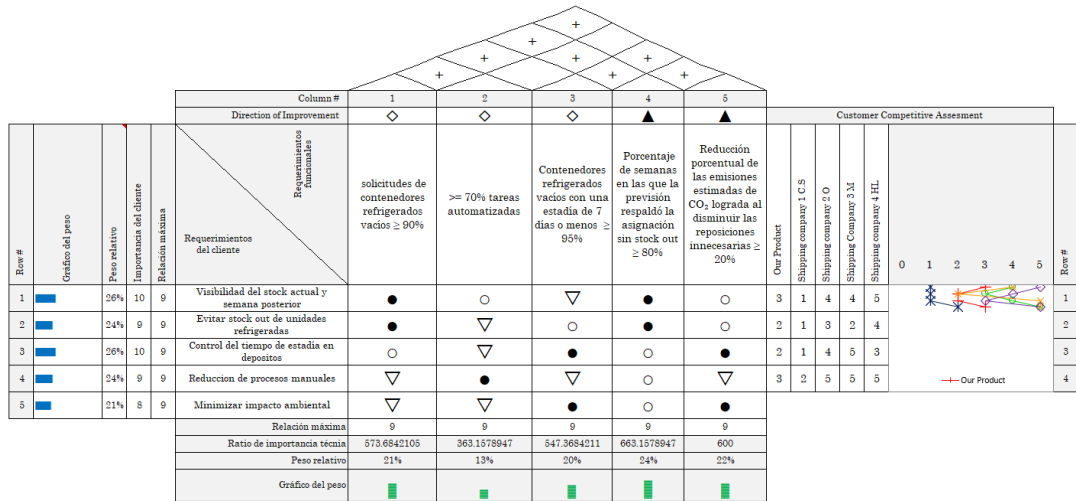 +
+ +
+ + +
+ + + +
Column # 1 2 3 4 5
Direction of Improvement ◇ ◇ ◇ ▲ ▲ Customer Competitive Assesment
Row #
Gráfico del peso
Peso relativo
Importancia del cliente
Relación máxima
Requerimientos
funcionales
Requerimientos
del cliente
solicitudes de
contenedores
refrigerados
vacíos ≥ 90%
>= 70% tareas
automatizadas
Contenedores
refrigerados
vacíos con una
estadía de 7
días o menos ≥
95%
Porcentaje
de semanas
en las que la
previsión
respaldó la
asignación
sin stock out
≥ 80%
Reducción
porcentual de
las emisiones
estimadas de
CO₂ lograda al
disminuir las
reposiciones
innecesarias ≥
20%
Our Product
Shipping company 1 C.S
Shipping company 2 O
Shipping Company 3 M
Shipping company 4 HL
0 1 2 3 4 5
Row #
1 26% 10 9 Visibilidad del stock actual y
semana posterior ● ○ ▽ ● ○ 3 1 4 4 5 1
2 24% 9 9 Evitar stock out de unidades
refrigeradas ● ▽ ○ ● ○ 2 1 3 2 4 2
3 26% 10 9 Control del tiempo de estadía en
depositos ○ ▽ ● ○ ● 2 1 4 5 3 3
4 24% 9 9 Reduccion de procesos manuales ▽ ● ▽ ○ ▽ 3 2 5 5 5 4
Our Product
5 21% 8 9 Minimizar impacto ambiental ▽ ▽ ● ○ ●
Relación máxima 9 9 9 9 9
Ratio de importancia técnia 573.6842105 363.1578947 547.3684211 663.1578947 600
Peso relativo 21% 13% 20% 24% 22%
Gráfico del peso